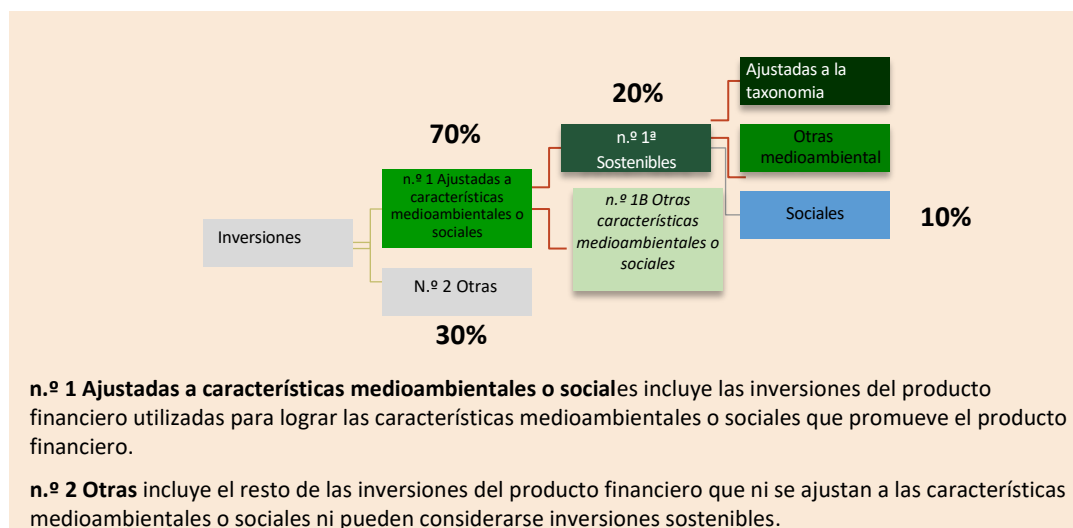 Ajustadas a la
taxonomia
20%
70%
n.º 1ª
Sostenibles
Otras
medioambiental
n.º 1 Ajustadas a
características
medioambientales o
sociales
n.º 1B Otras
características
medioambientales o
sociales
Sociales
10%
Inversiones
N.º 2 Otras
30%
n.º 1 Ajustadas a características medioambientales o sociales incluye las inversiones del producto
financiero utilizadas para lograr las características medioambientales o sociales que promueve el producto
financiero.
n.º 2 Otras incluye el resto de las inversiones del producto financiero que ni se ajustan a las características
medioambientales o sociales ni pueden considerarse inversiones sostenibles.